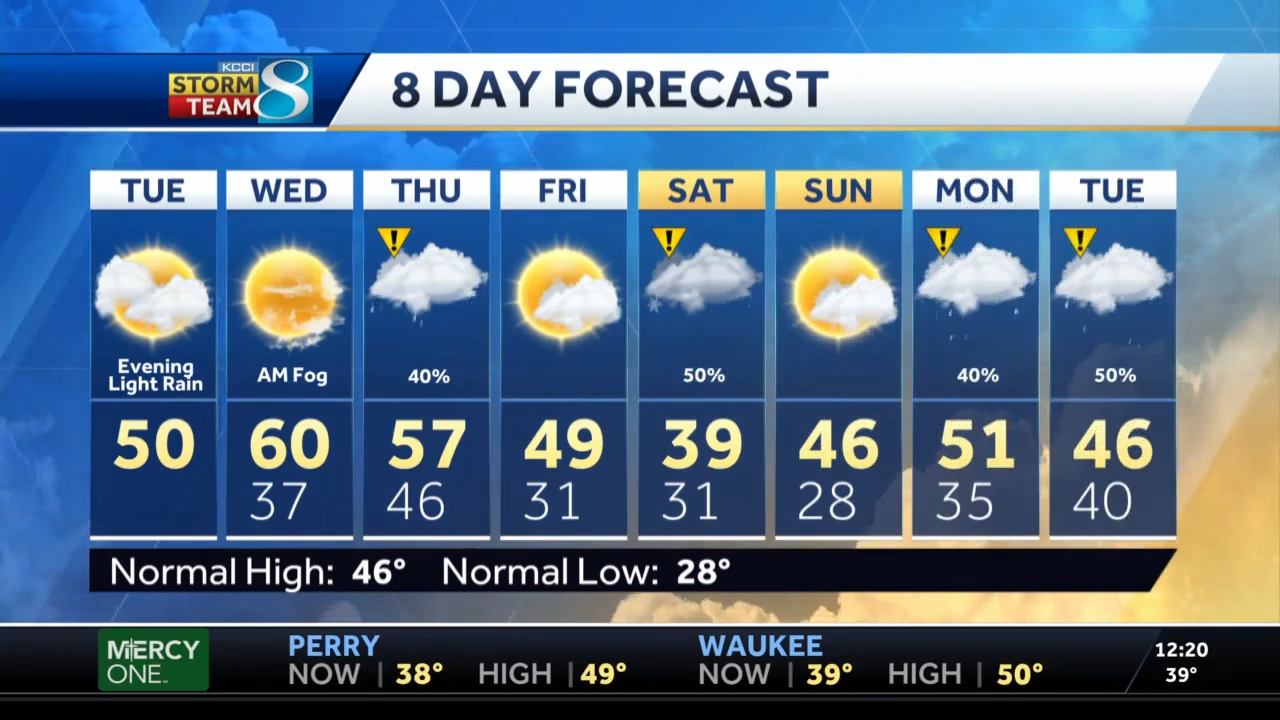 KCCI
STORM
TEAM 8
8 DAY FORECAST
TUE WED THU FRI SAT SUN MON TUE
! ! ! !
Evening
Light Rain AM Fog 40% 50% 40% 50%
50 60 57 49 39 46 51 46
37 46 31 31 28 35 40
Normal High: 46° Normal Low: 28°
MERCY
ONE
PERRY
NOW | 38° HIGH | 49°
WAUKEE
NOW | 39° HIGH | 50°
12:20
39°